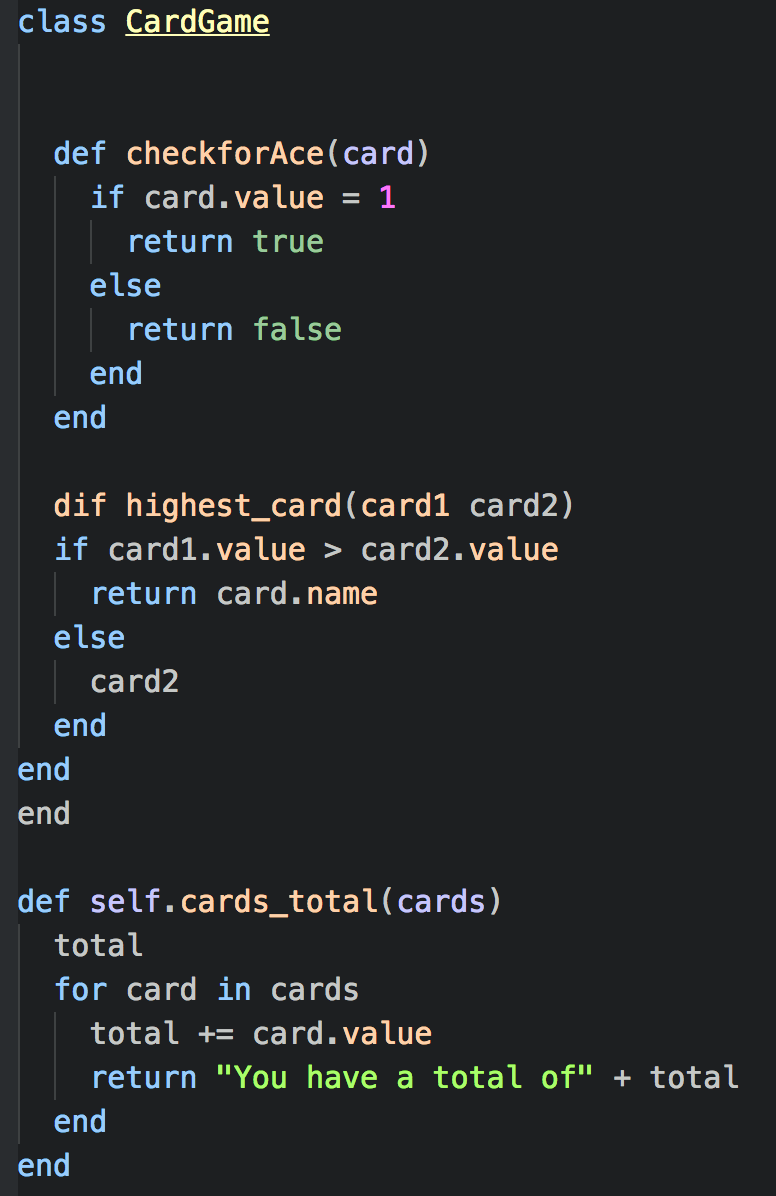 class CardGame
def checkforAce(card)
if card.value = 1
return true
else
return false
end
end
dif highest_card(card1 card2)
if card1.value > card2.value
return card.name
else
card2
end
end
end
def self.cards_total(cards)
total
for card in cards
total += card.value
return "You have a total of" + total
end
end